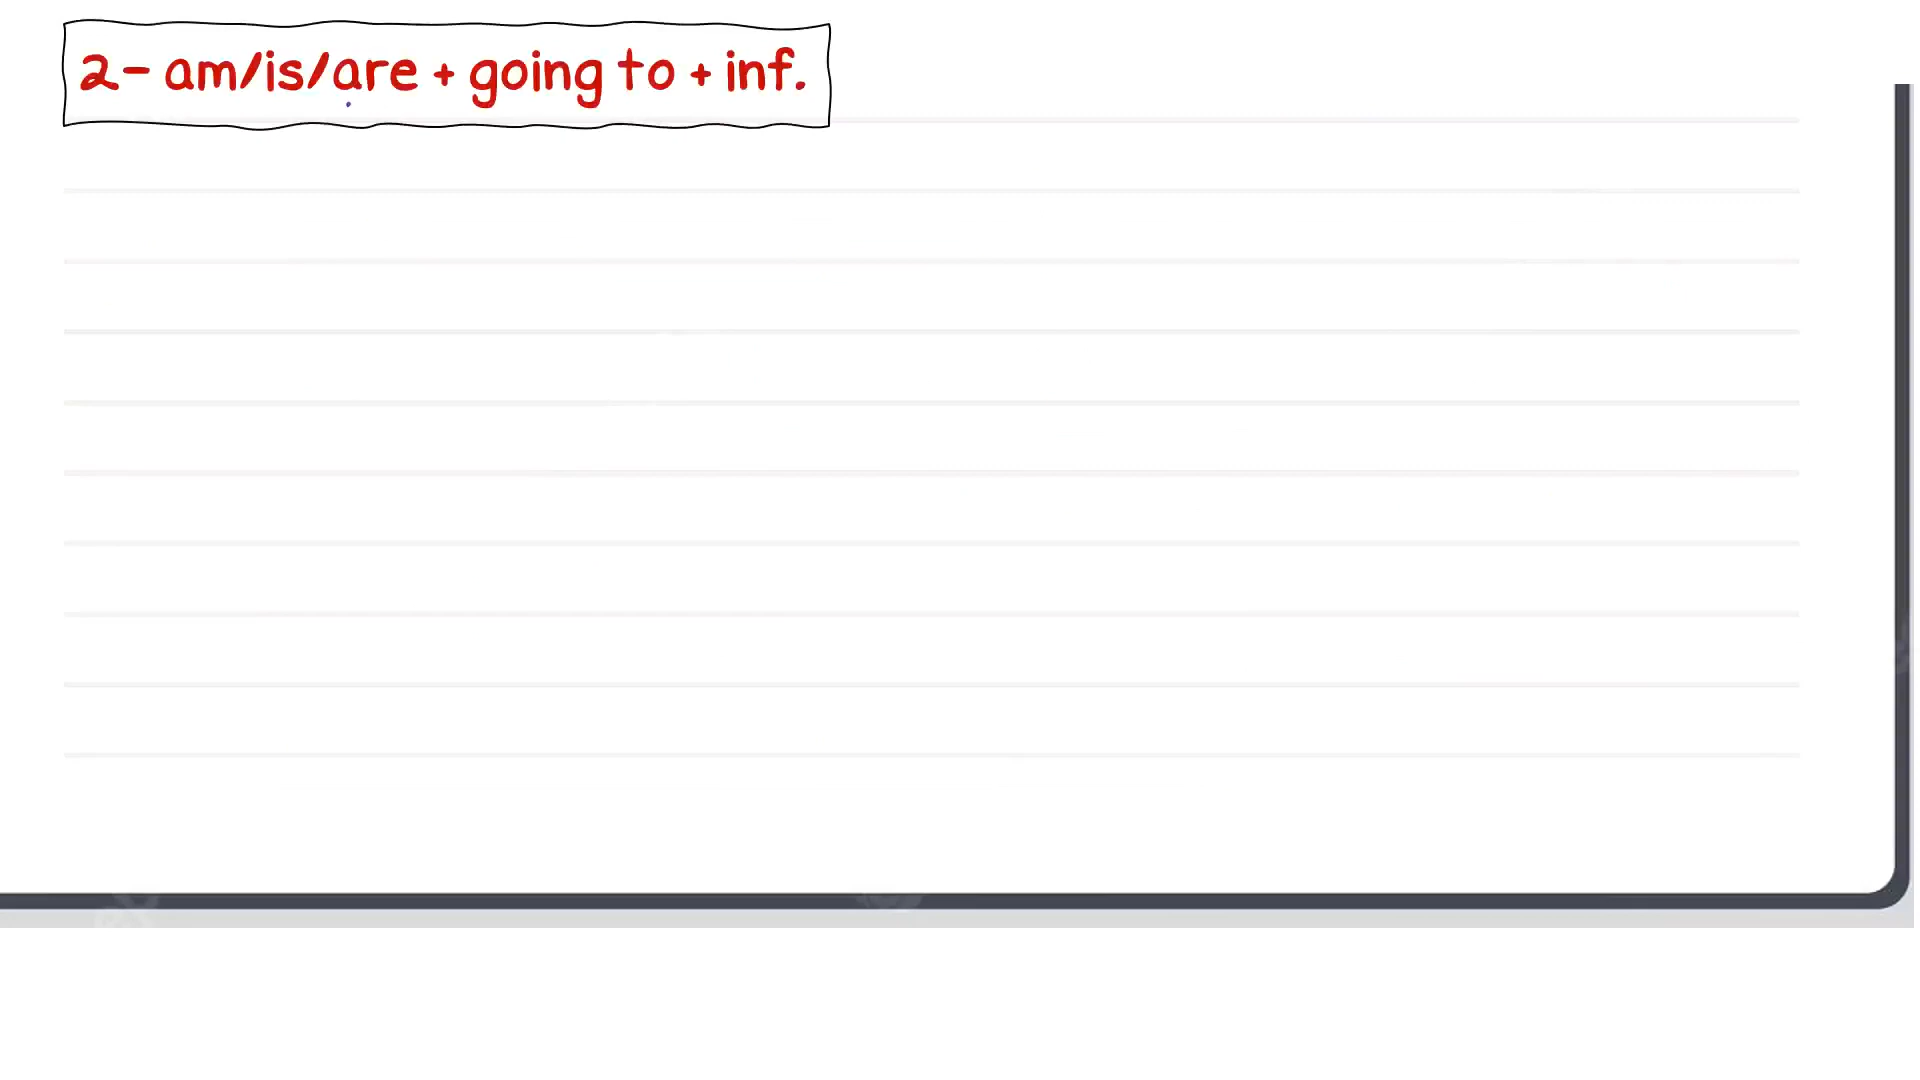 2- am/is/are + going to + inf.